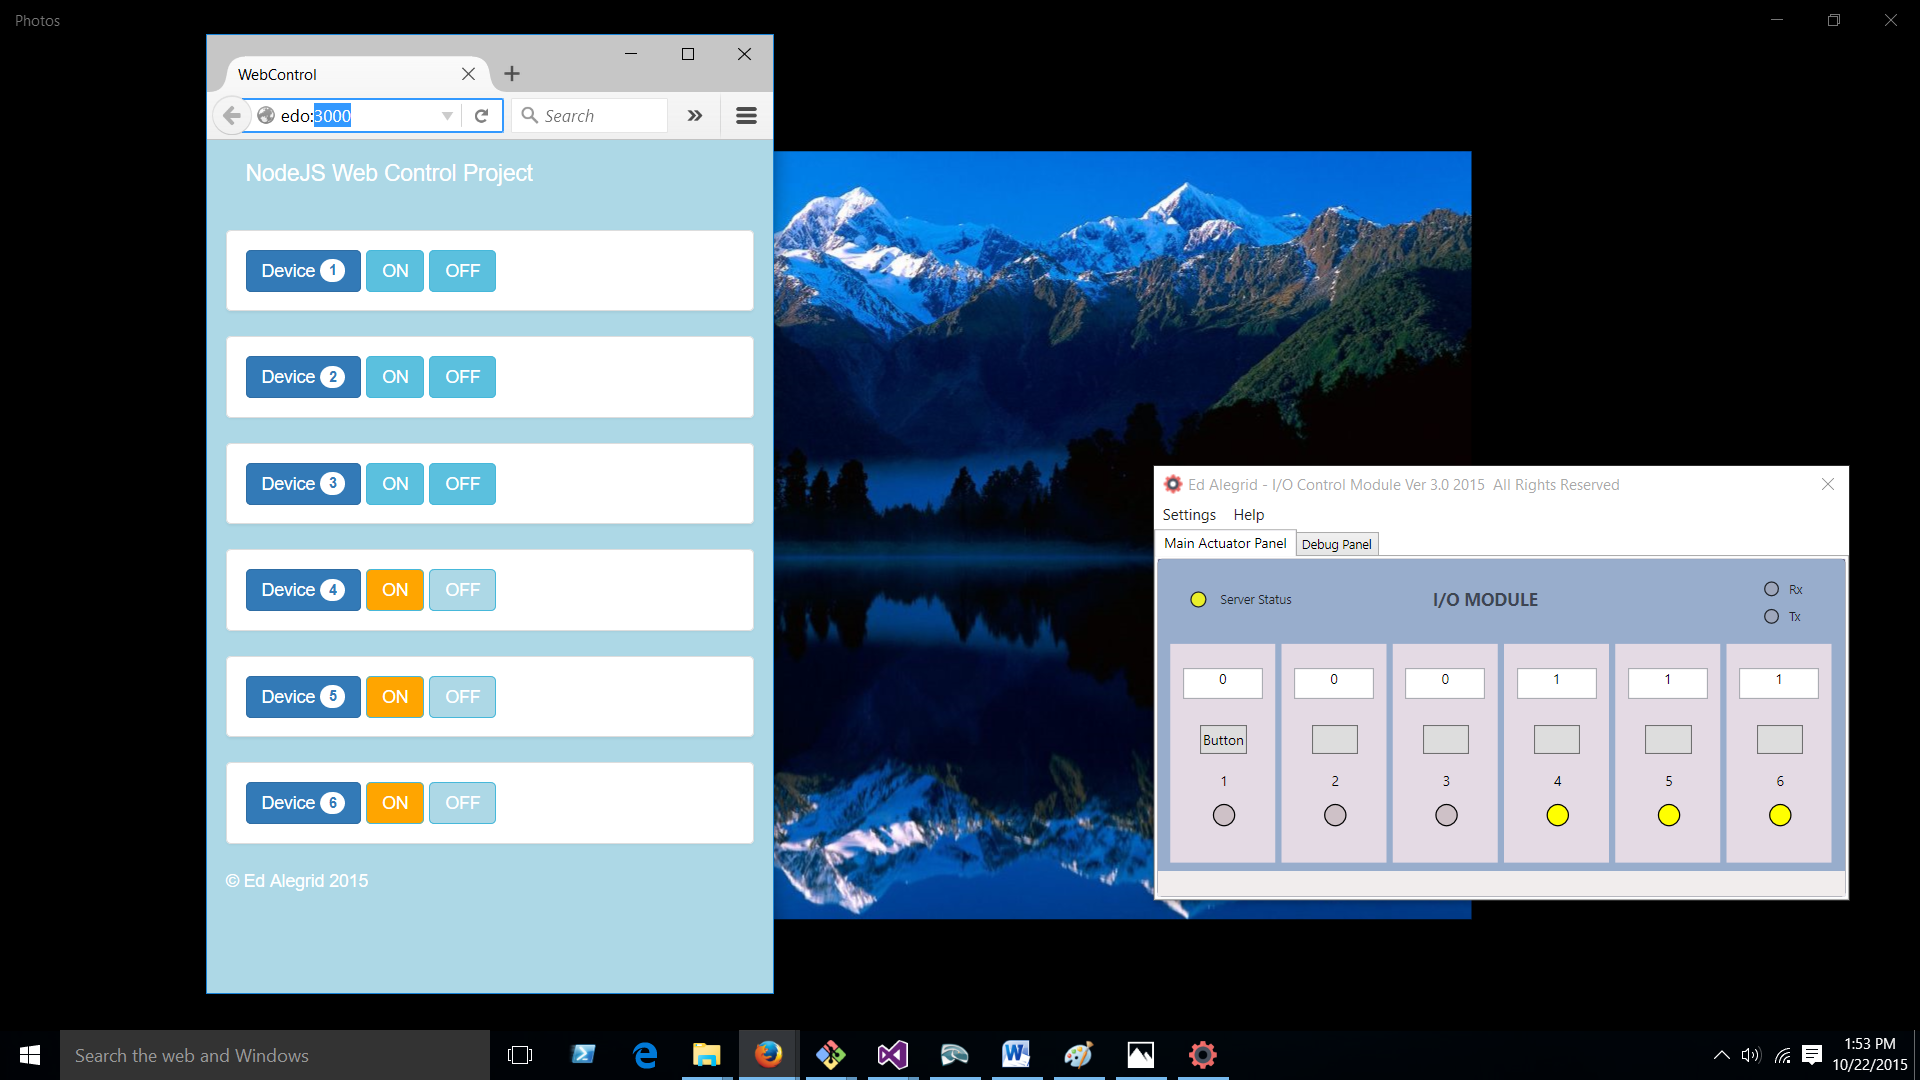 Photos
WebControl
edo:3000
Search
NodeJS Web Control Project
Device 1 ON OFF
Device 2 ON OFF
Device 3 ON OFF
Device 4 ON OFF
Device 5 ON OFF
Device 6 ON OFF
© Ed Alegrid 2015
Ed Alegrid - I/O Control Module Ver 3.0 2015 All Rights Reserved
Settings Help
Main Actuator Panel Debug Panel
Server Status I/O MODULE Rx
Tx
0 0 0 1 1 1
Button
1 2 3 4 5 6
Search the web and Windows
1:53 PM
10/22/2015